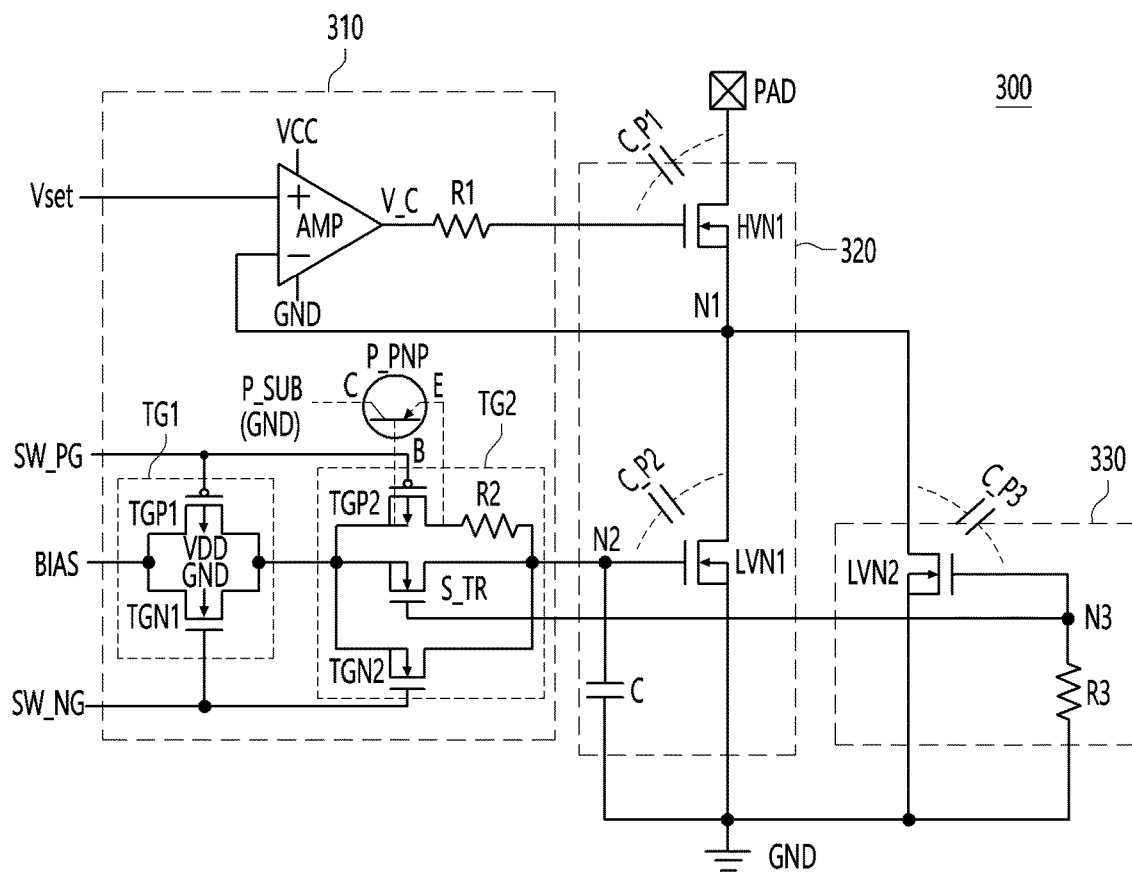 310
PAD
300
C_P1
VCC
Vset
+
AMP
−
V_C
R1
HVN1
320
GND
N1
P_PNP
P_SUB
(GND)
C
E
B
TG1
TG2
SW_PG
TGP1
VDD
GND
TGN1
BIAS
TGP2
R2
S_TR
TGN2
SW_NG
N2
C_P2
LVN1
C
C_P3
330
LVN2
N3
R3
GND